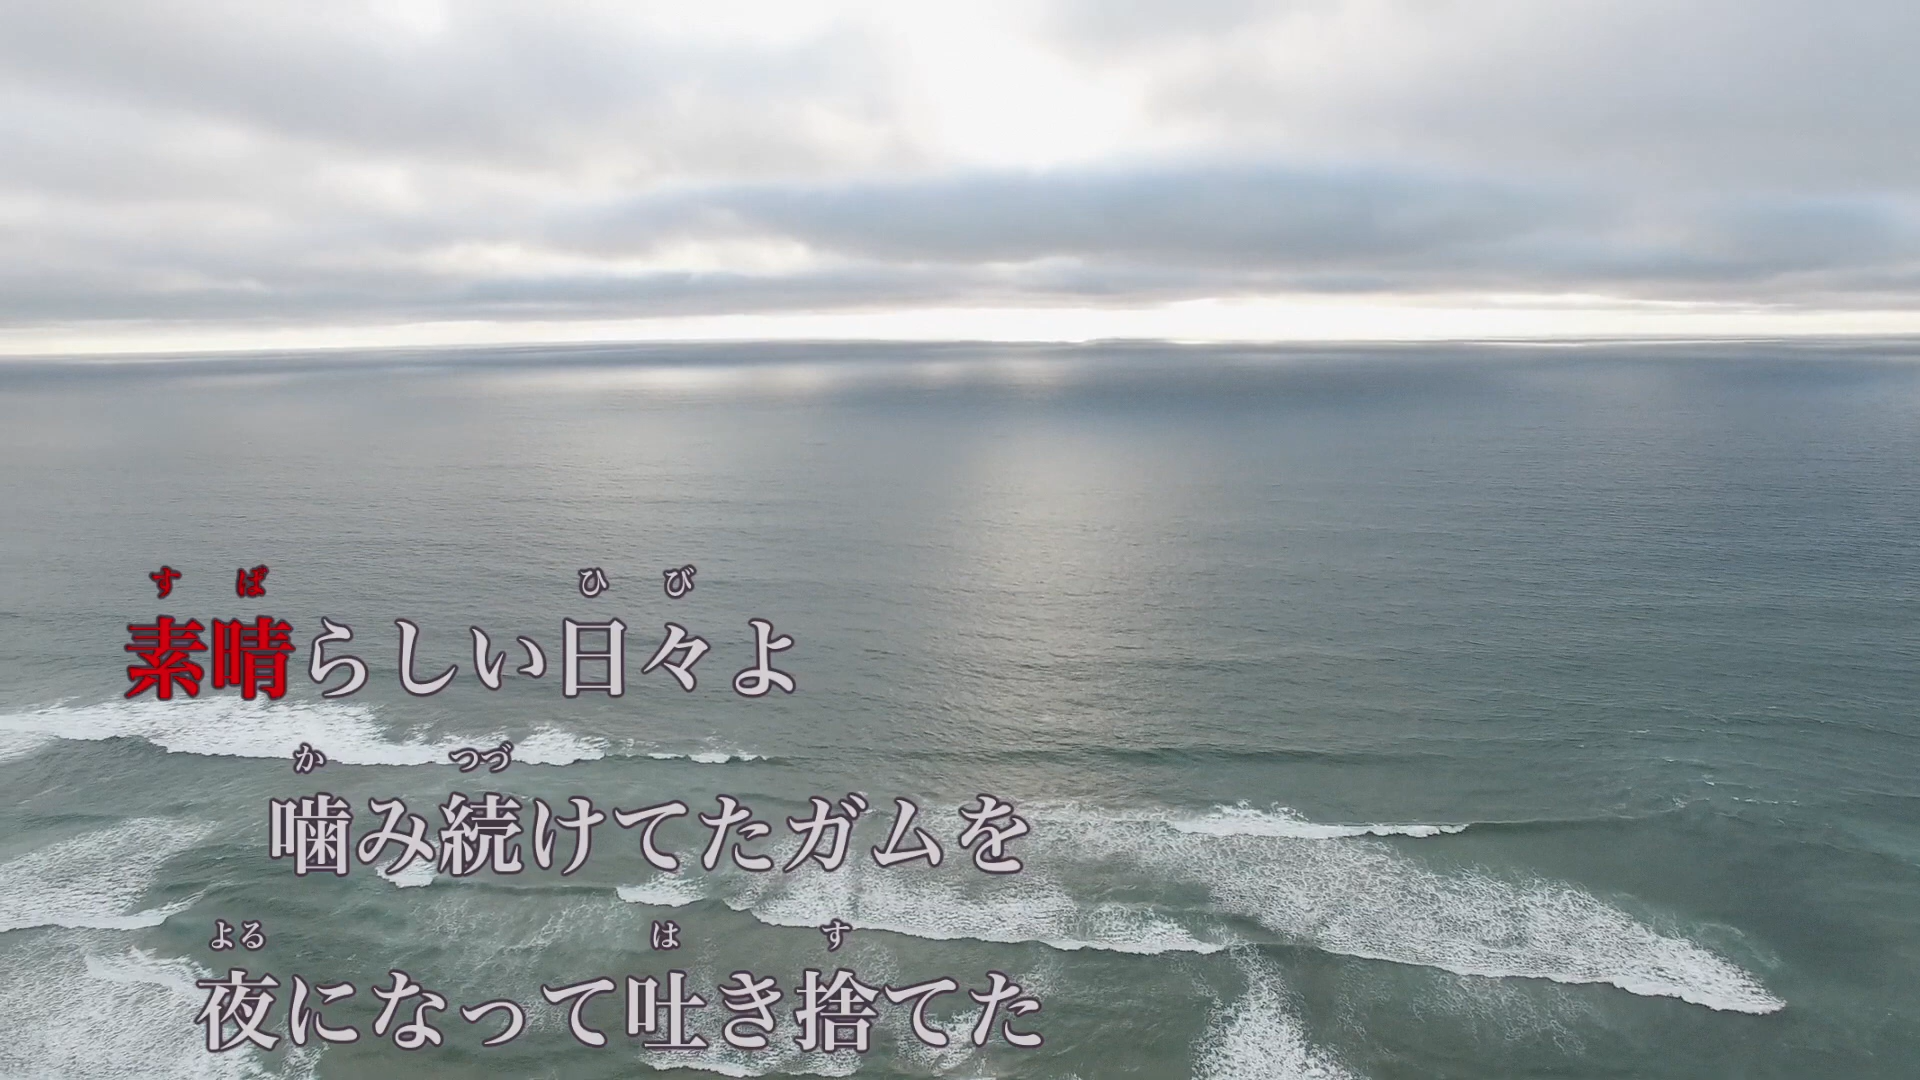 すば
ひび
素晴らしい日々よ
か つづ
噛み続けてたガムを
よる は す
夜になって吐き捨てた